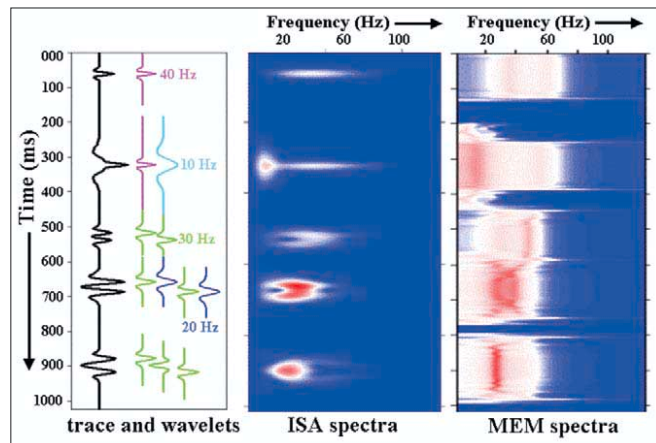 Frequency (Hz)
Frequency (Hz)
20 60 100
20 60 100
Time (ms)
000
100
200
300
400
500
600
700
800
900
1000
40 Hz
10 Hz
30 Hz
20 Hz
trace and wavelets
ISA spectra
MEM spectra